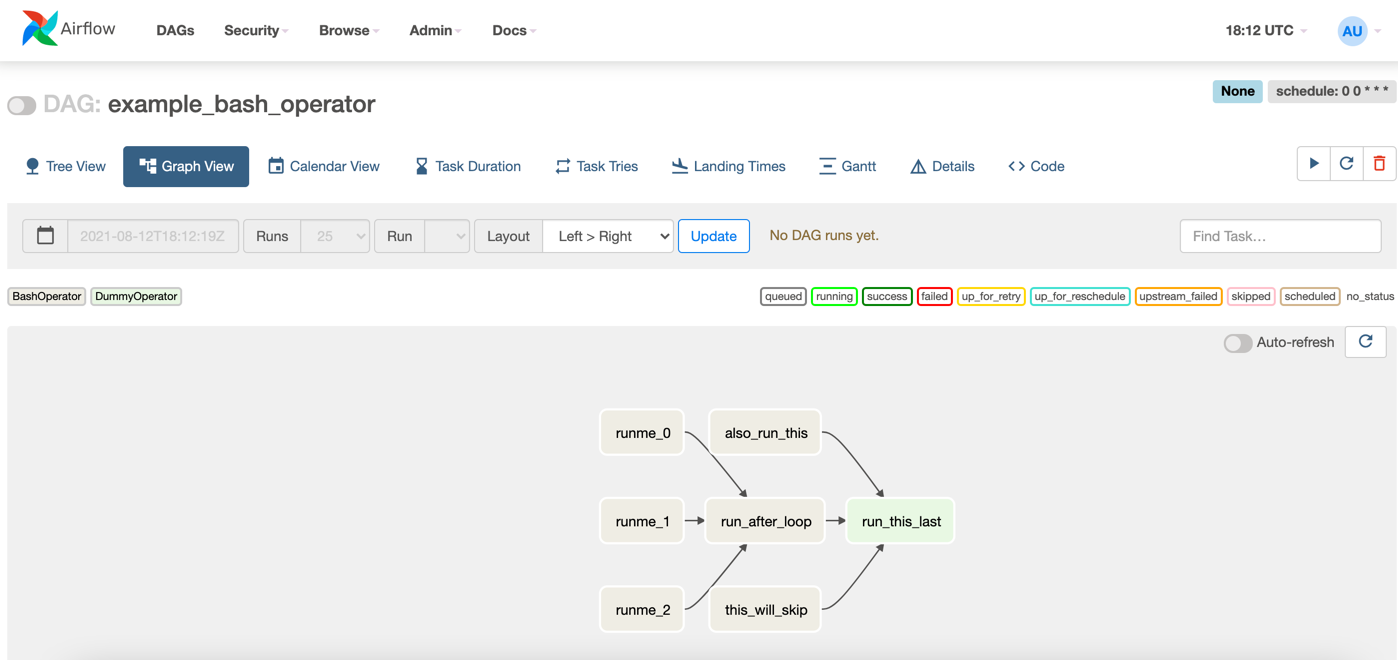 Airflow DAGs Security Browse Admin Docs 18:12 UTC AU
DAG: example_bash_operator None schedule: 0 0 * * *
Tree View Graph View Calendar View Task Duration Task Tries Landing Times Gantt Details Code
2021-08-12T18:12:19Z Runs 25 Run Layout Left > Right Update No DAG runs yet. Find Task...
BashOperator DummyOperator queued running success failed up_for_retry up_for_reschedule upstream_failed skipped scheduled no_status
Auto-refresh
runme_0 also_run_this
runme_1 run_after_loop run_this_last
runme_2 this_will_skip